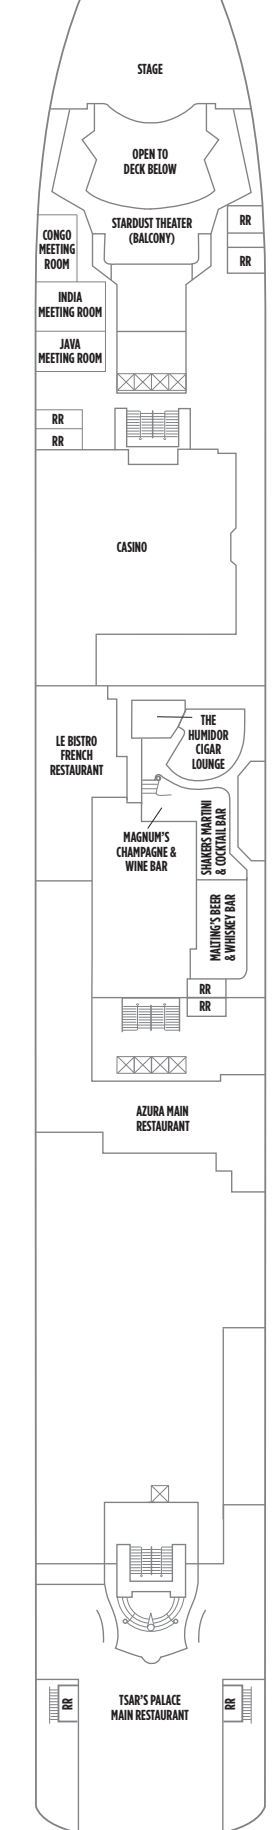 STAGE
OPEN TO
DECK BELOW
STARDUST THEATER
(BALCONY)
RR
RR
CONGO
MEETING
ROOM
INDIA
MEETING ROOM
JAVA
MEETING ROOM
RR
RR
CASINO
THE
HUMIDOR
CIGAR
LOUNGE
LE BISTRO
FRENCH
RESTAURANT
MAGNUM'S
CHAMPAGNE &
WINE BAR
SHAKERS MARTINI
& COCKTAIL BAR
MALTING'S BEER
& WHISKEY BAR
RR
RR
AZURA MAIN
RESTAURANT
RR
TSAR'S PALACE
MAIN RESTAURANT
RR